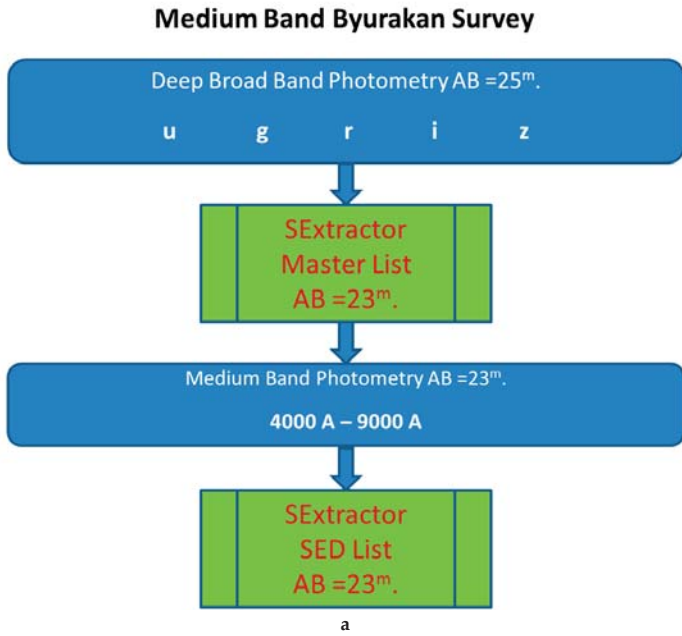 Medium Band Byurakan Survey
Deep Broad Band Photometry AB =25ᵐ.
u g r i z
SExtractor
Master List
AB =23ᵐ.
Medium Band Photometry AB =23ᵐ.
4000 A – 9000 A
SExtractor
SED List
AB =23ᵐ.
a